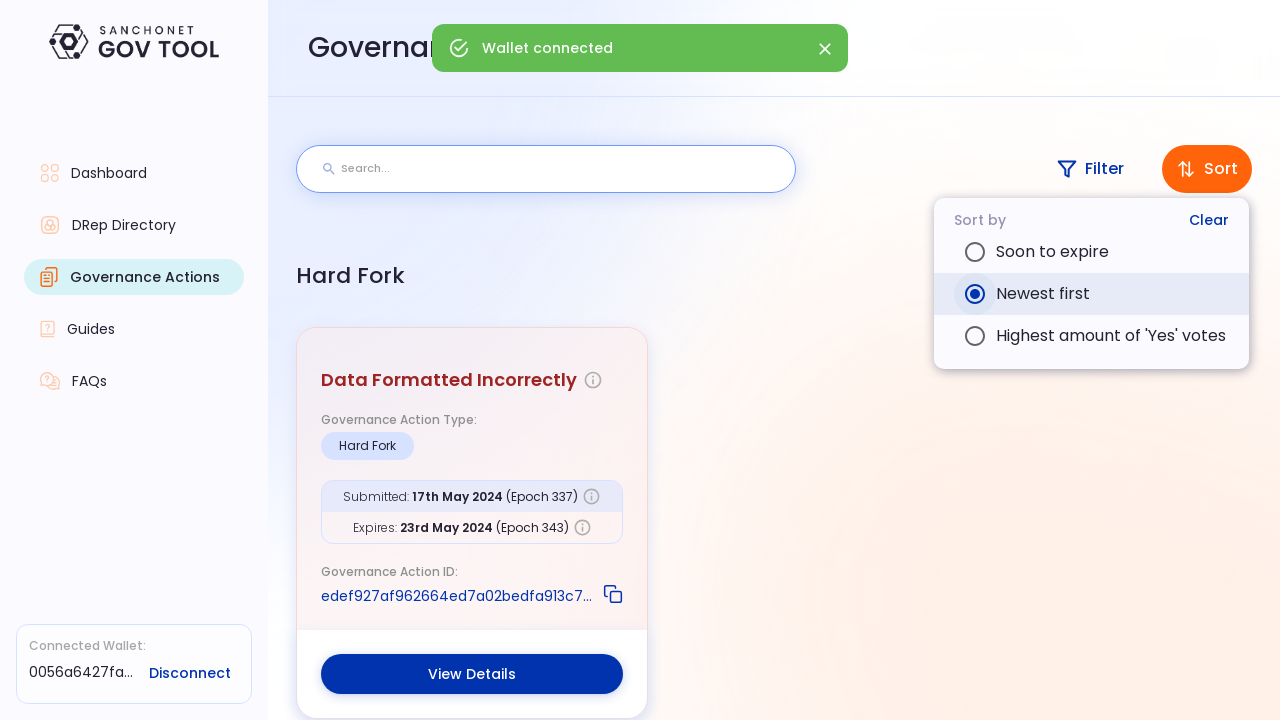 SANCHONET
GOV TOOL
Dashboard
DRep Directory
Governance Actions
Guides
FAQs
Connected Wallet:
0056a6427fa...
Disconnect
Wallet connected
Search...
Filter
Sort
Sort by
Clear
Soon to expire
Newest first
Highest amount of 'Yes' votes
Hard Fork
Data Formatted Incorrectly
Governance Action Type:
Hard Fork
Submitted: 17th May 2024 (Epoch 337)
Expires: 23rd May 2024 (Epoch 343)
Governance Action ID:
edef927af962664ed7a02bedfa913c7...
View Details